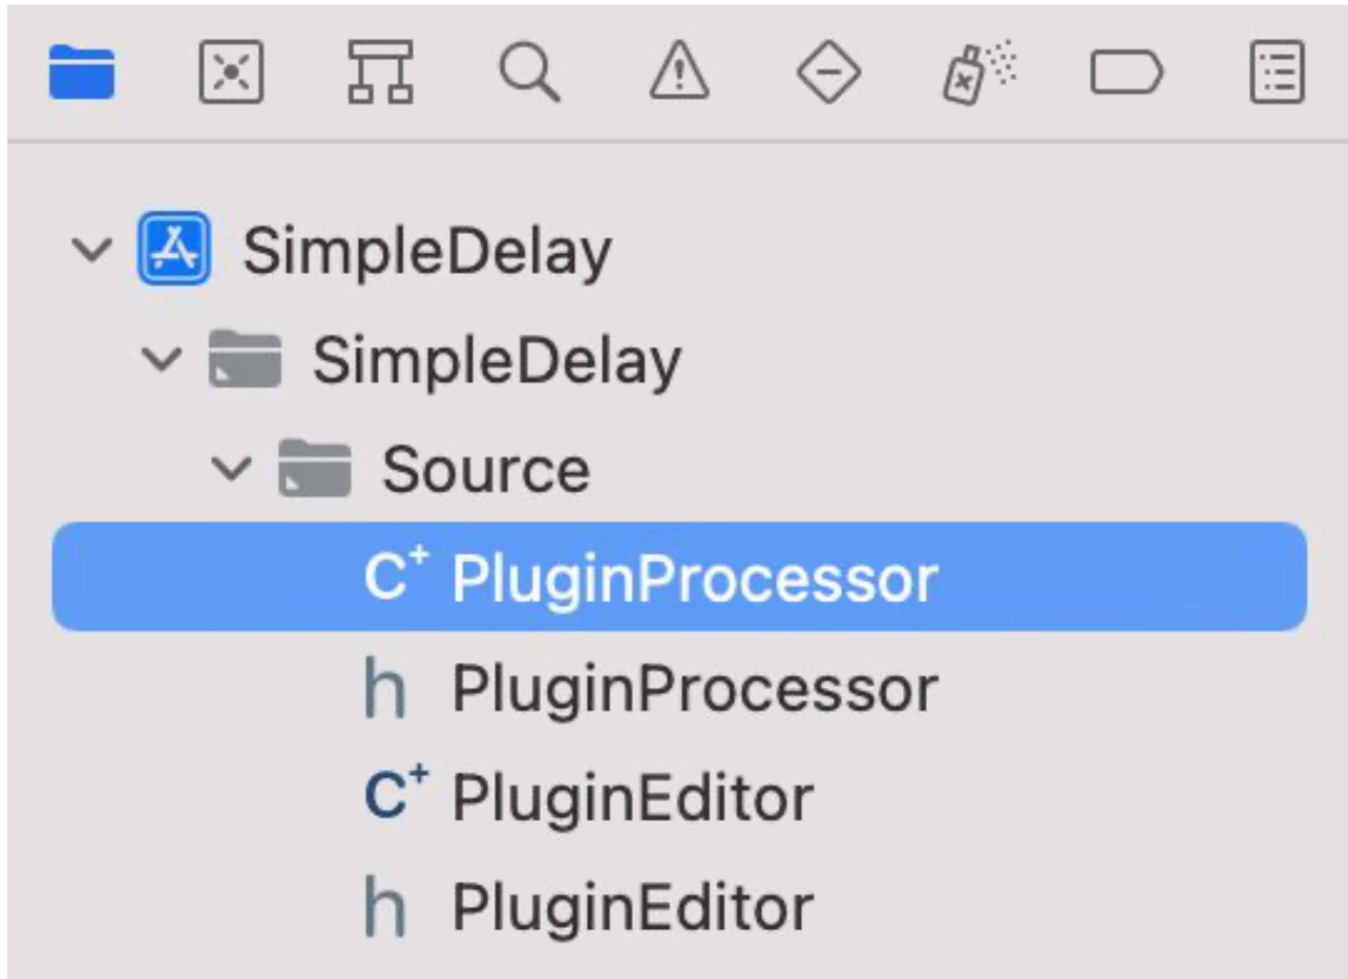 SimpleDelay
SimpleDelay
Source
C+ PluginProcessor
h PluginProcessor
C+ PluginEditor
h PluginEditor